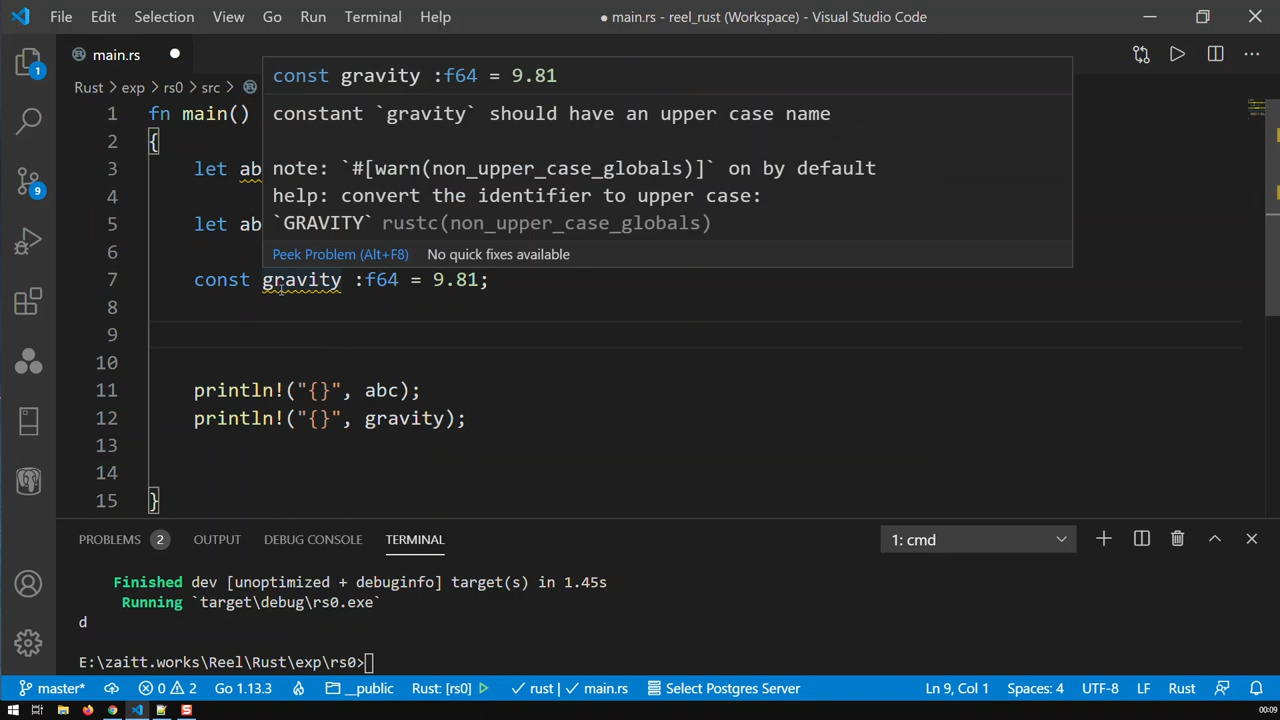 File Edit Selection View Go Run Terminal Help
● main.rs - reel_rust (Workspace) - Visual Studio Code
main.rs
Rust > exp > rs0 > src >
const gravity :f64 = 9.81
constant `gravity` should have an upper case name
note: `#[warn(non_upper_case_globals)]` on by default
help: convert the identifier to upper case:
`GRAVITY` rustc(non_upper_case_globals)
Peek Problem (Alt+F8) No quick fixes available
1 fn main()
2 {
3 let ab
4
5 let ab
6
7 const gravity :f64 = 9.81;
8
9
10
11 println!("{}", abc);
12 println!("{}", gravity);
13
14
15 }
1
9
PROBLEMS 2 OUTPUT DEBUG CONSOLE TERMINAL 1: cmd
Finished dev [unoptimized + debuginfo] target(s) in 1.45s
Running `target\debug\rs0.exe`
d
E:\zaitt.works\Reel\Rust\exp\rs0>
master* 0 2 Go 1.13.3 __public Rust: [rs0] rust | main.rs Select Postgres Server Ln 9, Col 1 Spaces: 4 UTF-8 LF Rust
00:09